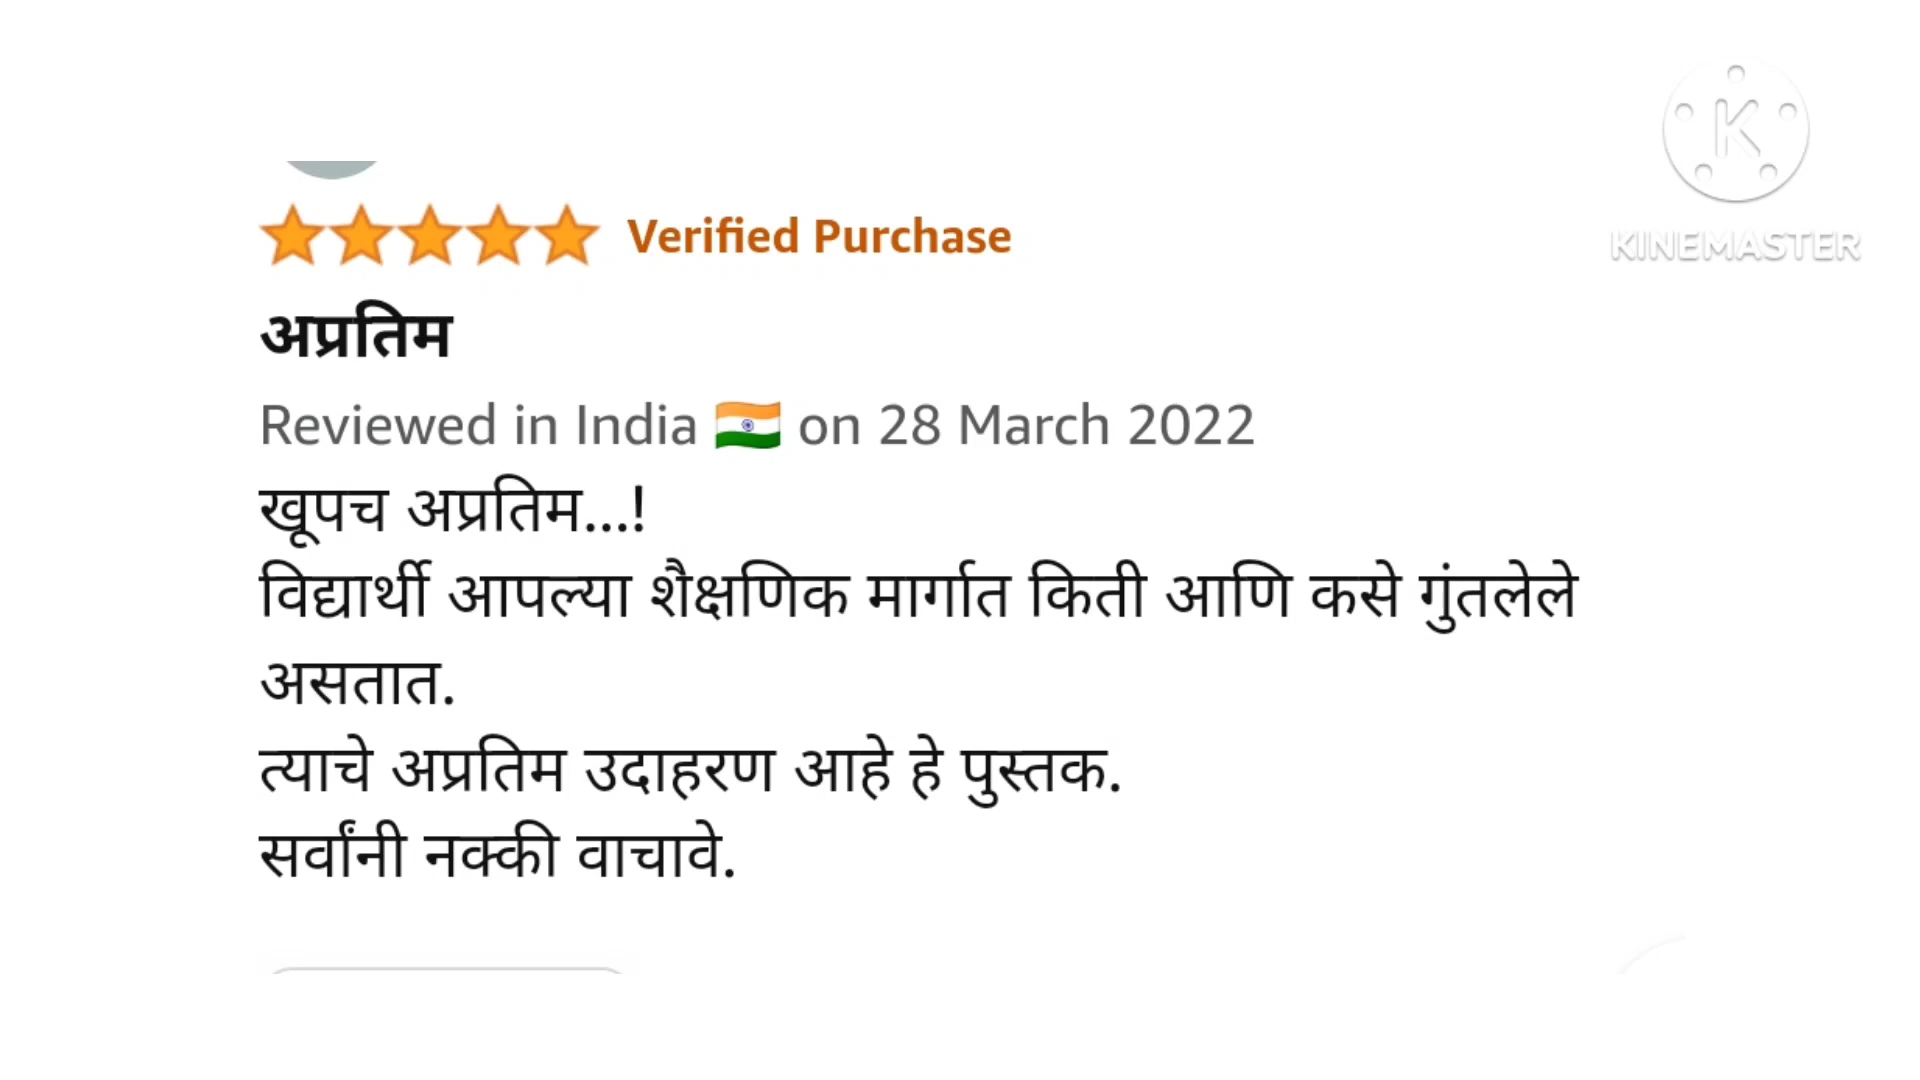 KINEMASTER
Verified Purchase
अप्रतिम
Reviewed in India 🇮🇳 on 28 March 2022
खूपच अप्रतिम...!
विद्यार्थी आपल्या शैक्षणिक मार्गात किती आणि कसे गुंतलेले
असतात.
त्याचे अप्रतिम उदाहरण आहे हे पुस्तक.
सर्वांनी नक्की वाचावे.